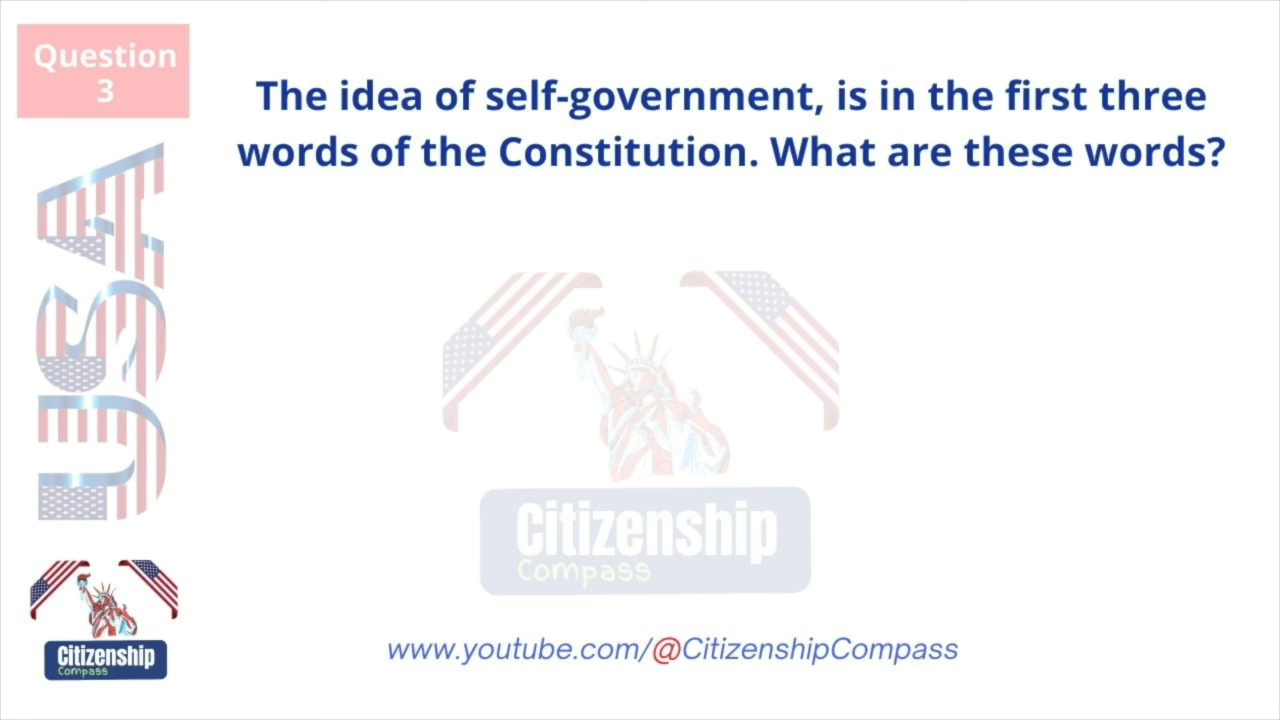 Question
3
The idea of self-government, is in the first three
words of the Constitution. What are these words?
USA
Citizenship
Compass
Citizenship
Compass
www.youtube.com/@CitizenshipCompass